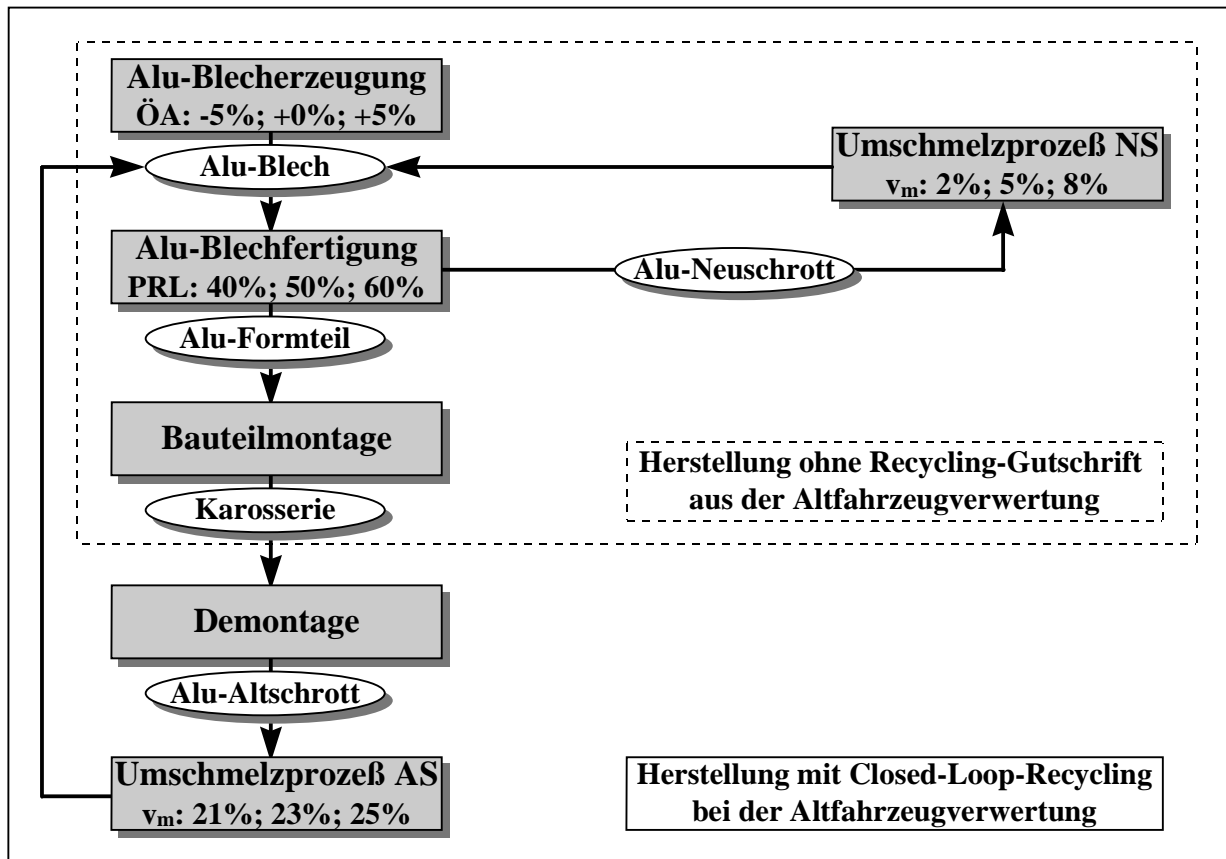 Alu-Blecherzeugung
ÖA: -5%; +0%; +5%
Alu-Blech
Umschmelzprozeß NS
vm: 2%; 5%; 8%
Alu-Blechfertigung
PRL: 40%; 50%; 60%
Alu-Neuschrott
Alu-Formteil
Bauteilmontage
Herstellung ohne Recycling-Gutschrift
aus der Altfahrzeugverwertung
Karosserie
Demontage
Alu-Altschrott
Umschmelzprozeß AS
vm: 21%; 23%; 25%
Herstellung mit Closed-Loop-Recycling
bei der Altfahrzeugverwertung